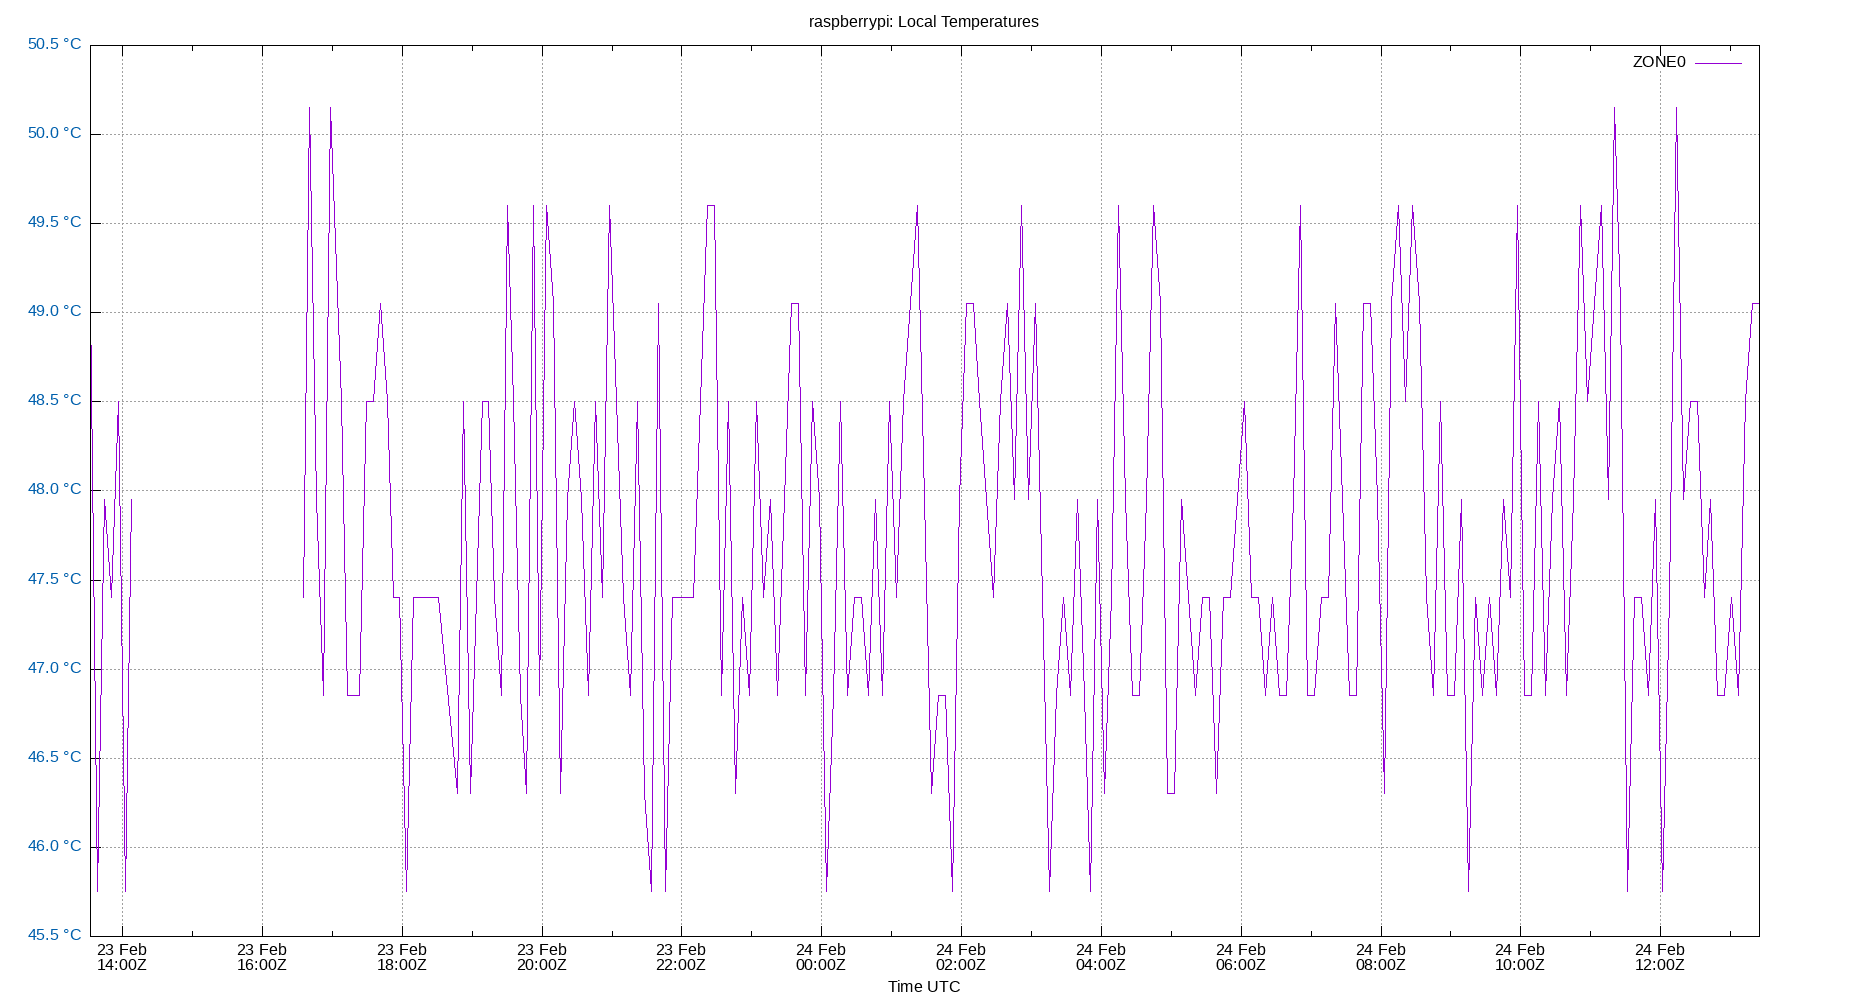 raspberrypi: Local Temperatures
50.5 °C
ZONE0
50.0 °C
49.5 °C
49.0 °C
48.5 °C
48.0 °C
47.5 °C
47.0 °C
46.5 °C
46.0 °C
45.5 °C
23 Feb 23 Feb 23 Feb 23 Feb 23 Feb 24 Feb 24 Feb 24 Feb 24 Feb 24 Feb 24 Feb 24 Feb
14:00Z 16:00Z 18:00Z 20:00Z 22:00Z 00:00Z 02:00Z 04:00Z 06:00Z 08:00Z 10:00Z 12:00Z
Time UTC